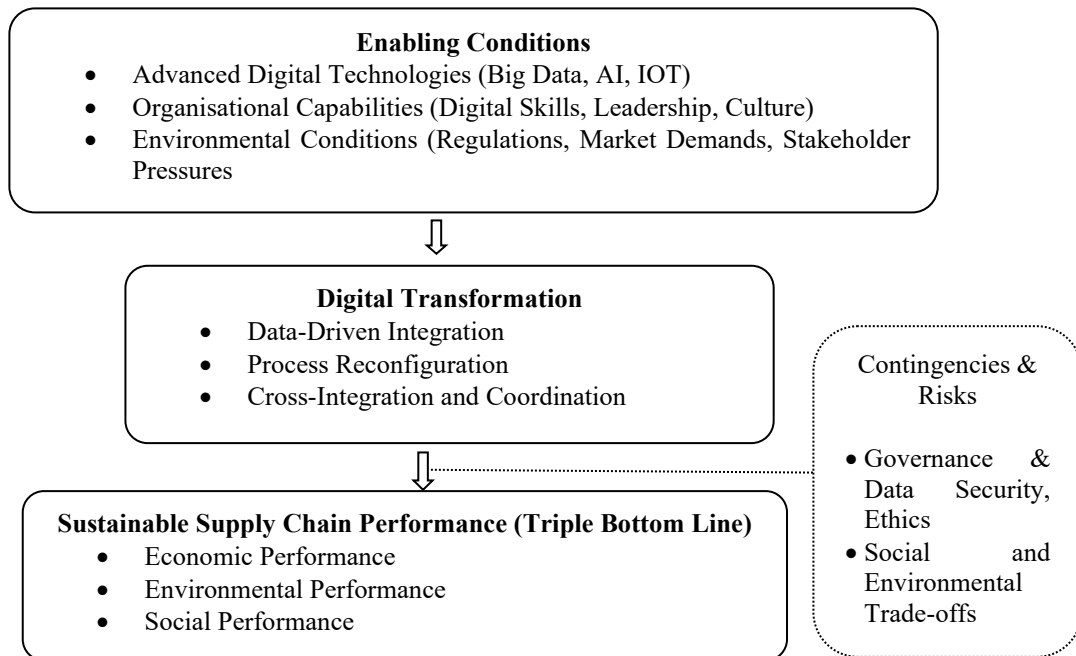 Enabling Conditions
• Advanced Digital Technologies (Big Data, AI, IOT)
• Organisational Capabilities (Digital Skills, Leadership, Culture)
• Environmental Conditions (Regulations, Market Demands, Stakeholder
Pressures
Digital Transformation
• Data-Driven Integration
• Process Reconfiguration
• Cross-Integration and Coordination
Contingencies &
Risks
• Governance &
Data Security,
Ethics
• Social and
Environmental
Trade-offs
Sustainable Supply Chain Performance (Triple Bottom Line)
• Economic Performance
• Environmental Performance
• Social Performance